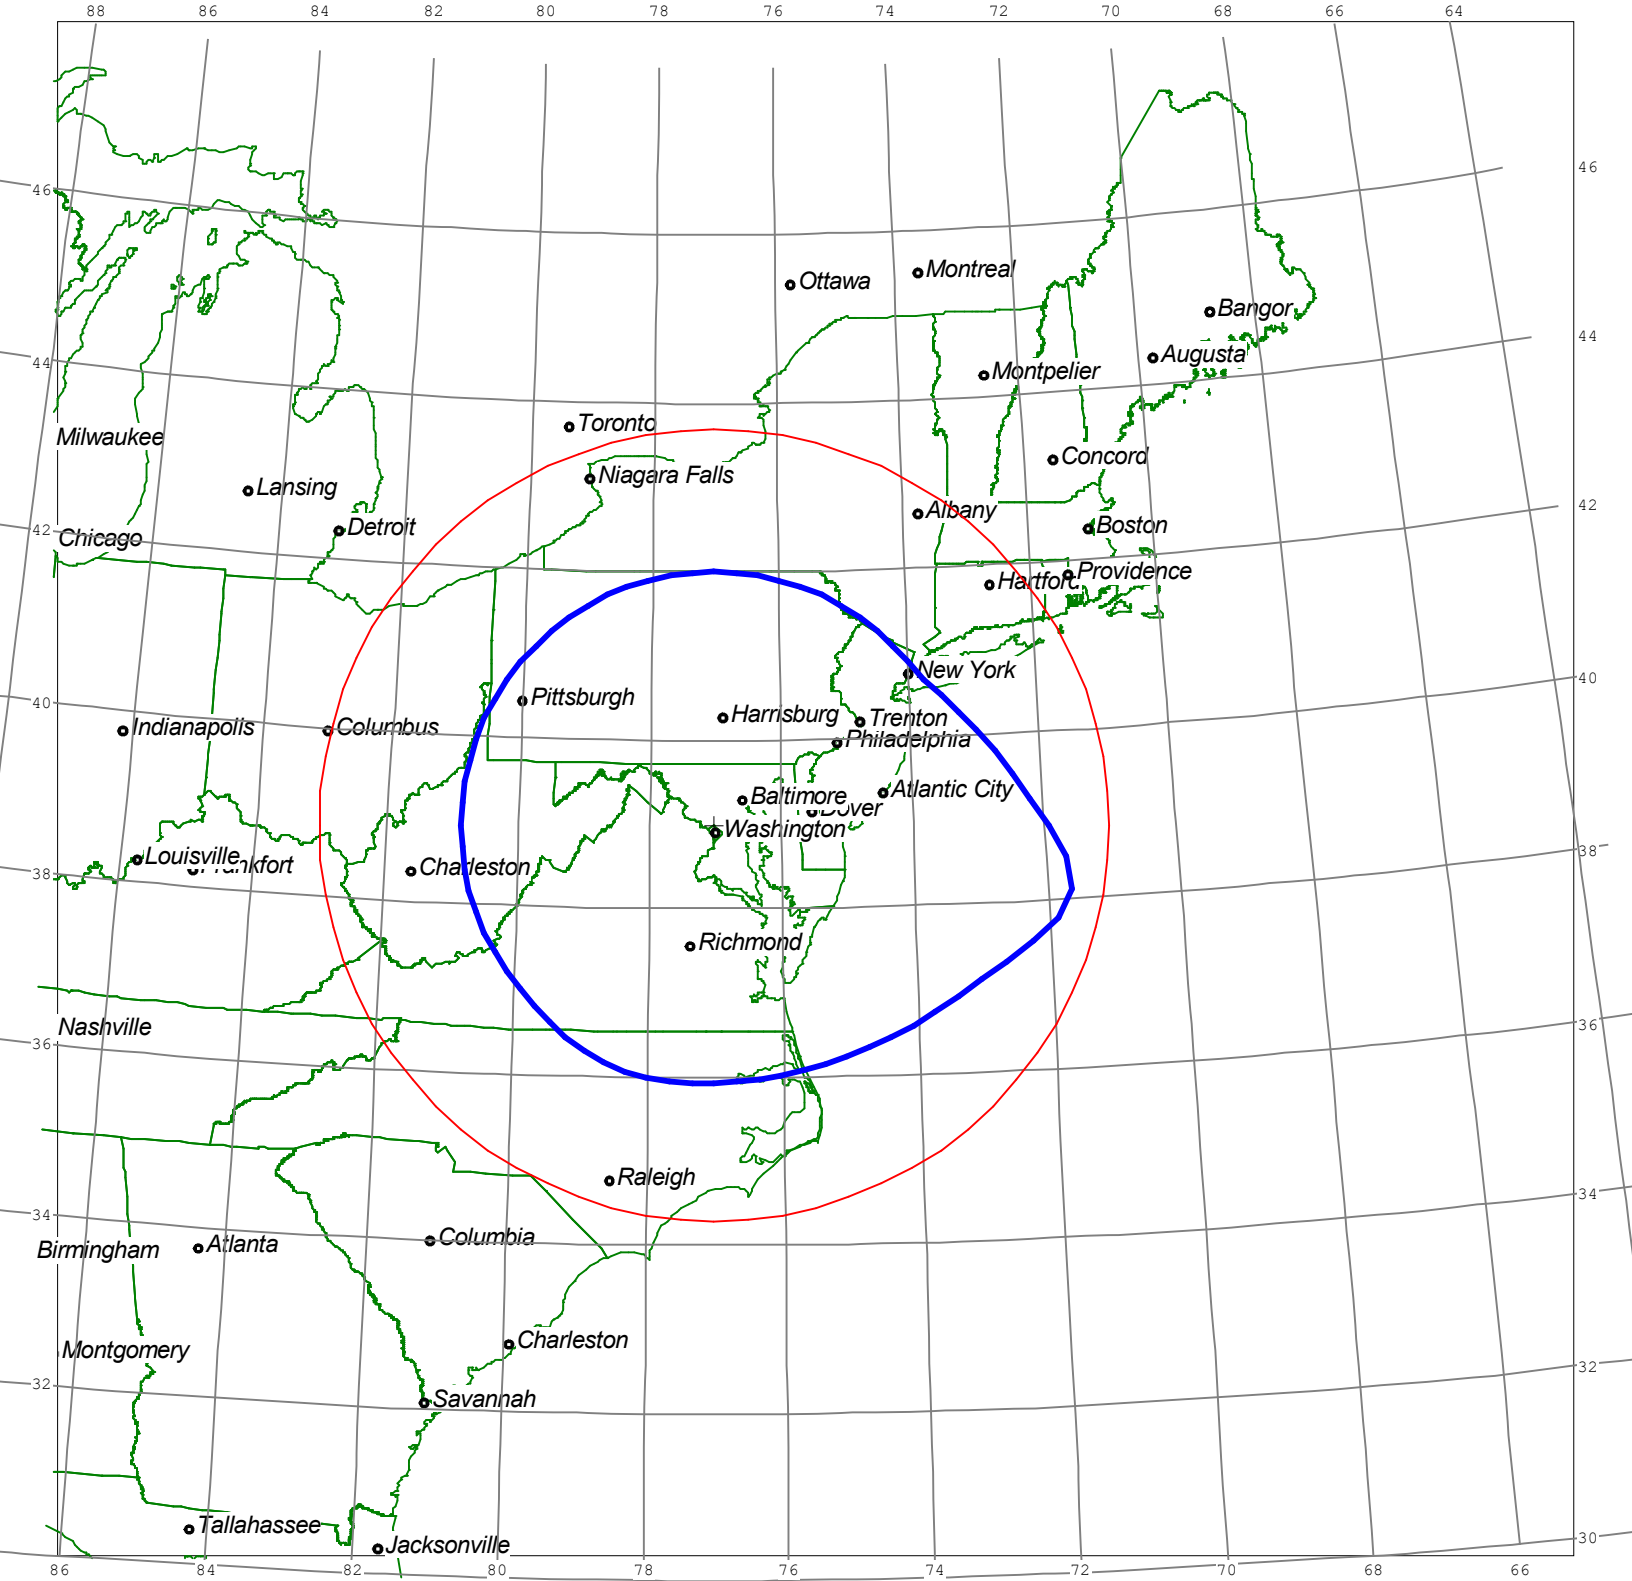 88 86 84 82 80 78 76 74 72 70 68 66 64
46 46
Ottawa Montreal
Bangor
44 44
Augusta
Montpelier
Toronto
Milwaukee
Concord
Niagara Falls
Lansing
Albany
42 42
Detroit Boston
Chicago
Hartford Providence
New York
40 40
Pittsburgh
Harrisburg Trenton
Indianapolis Columbus
Philadelphia
Atlantic City
Baltimore
Dover
Washington
38 38
Louisville
Frankfort Charleston
Richmond
36 36
Nashville
Raleigh
34 34
Columbia
Birmingham Atlanta
Charleston
Montgomery
32 32
Savannah
Tallahassee
30
Jacksonville
86 84 82 80 78 76 74 72 70 68 66